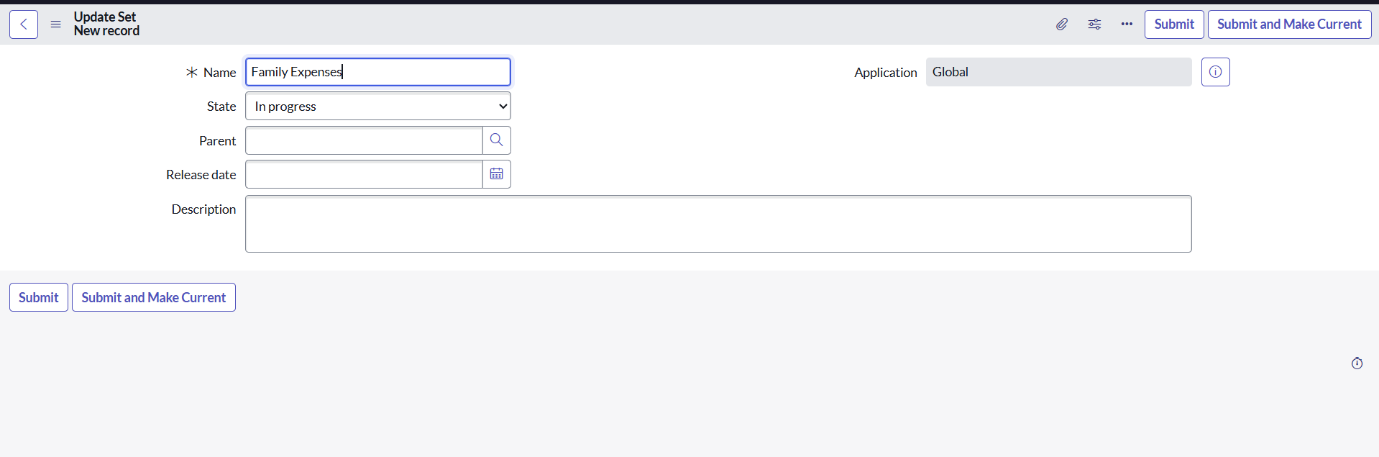 Update Set
New record
Submit
Submit and Make Current
Name
Family Expenses
Application
Global
State
In progress
Parent
Release date
Description
Submit
Submit and Make Current